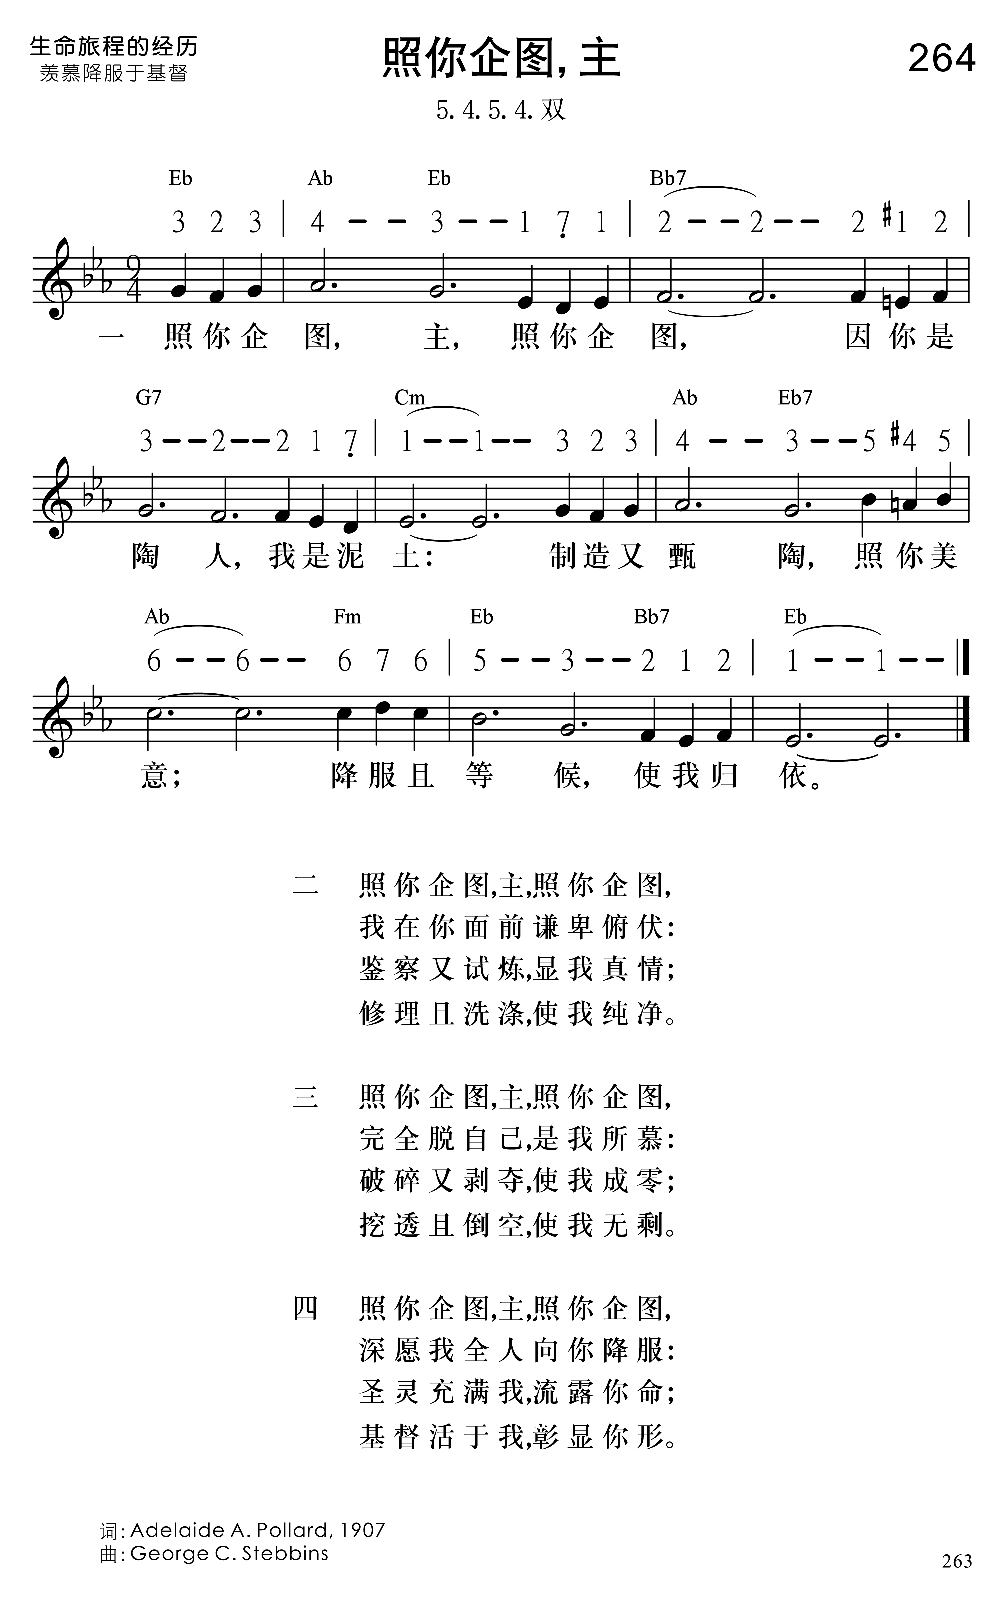 生命旅程的经历
羡慕降服于基督
照你企图,主
264
5.4.5.4.双
Eb Ab Eb Bb7
3 2 3 | 4 - - 3 - - 1 7 1 | 2 - - 2 - - 2 #1 2 |
9
4
一 照你企图, 主, 照你企图, 因你是
G7 Cm Ab Eb7
3 - - 2 - - 2 1 7 | 1 - - 1 - - 3 2 3 | 4 - - 3 - - 5 #4 5 |
陶 人, 我是泥土: 制造又甄 陶, 照你美
Ab Fm Eb Bb7 Eb
6 - - 6 - - 6 7 6 | 5 - - 3 - - 2 1 2 | 1 - - 1 - - ‖
意; 降服且等 候, 使我归依。
二 照你企图,主,照你企图,
我在你面前谦卑俯伏:
鉴察又试炼,显我真情;
修理且洗涤,使我纯净。
三 照你企图,主,照你企图,
完全脱自己,是我所慕:
破碎又剥夺,使我成零;
挖透且倒空,使我无剩。
四 照你企图,主,照你企图,
深愿我全人向你降服:
圣灵充满我,流露你命;
基督活于我,彰显你形。
词: Adelaide A. Pollard, 1907
曲: George C. Stebbins
263